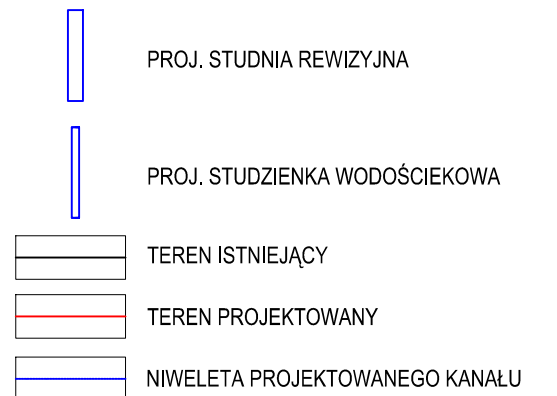 PROJ. STUDNIA REWIZYJNA
PROJ. STUDZIENKA WODOŚCIEKOWA
TEREN ISTNIEJĄCY
TEREN PROJEKTOWANY
NIWELETA PROJEKTOWANEGO KANAŁU